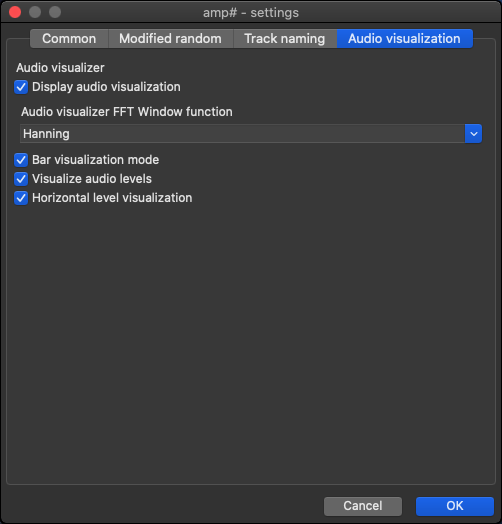 amp# - settings
Common Modified random Track naming Audio visualization
Audio visualizer
Display audio visualization
Audio visualizer FFT Window function
Hanning
Bar visualization mode
Visualize audio levels
Horizontal level visualization
Cancel OK